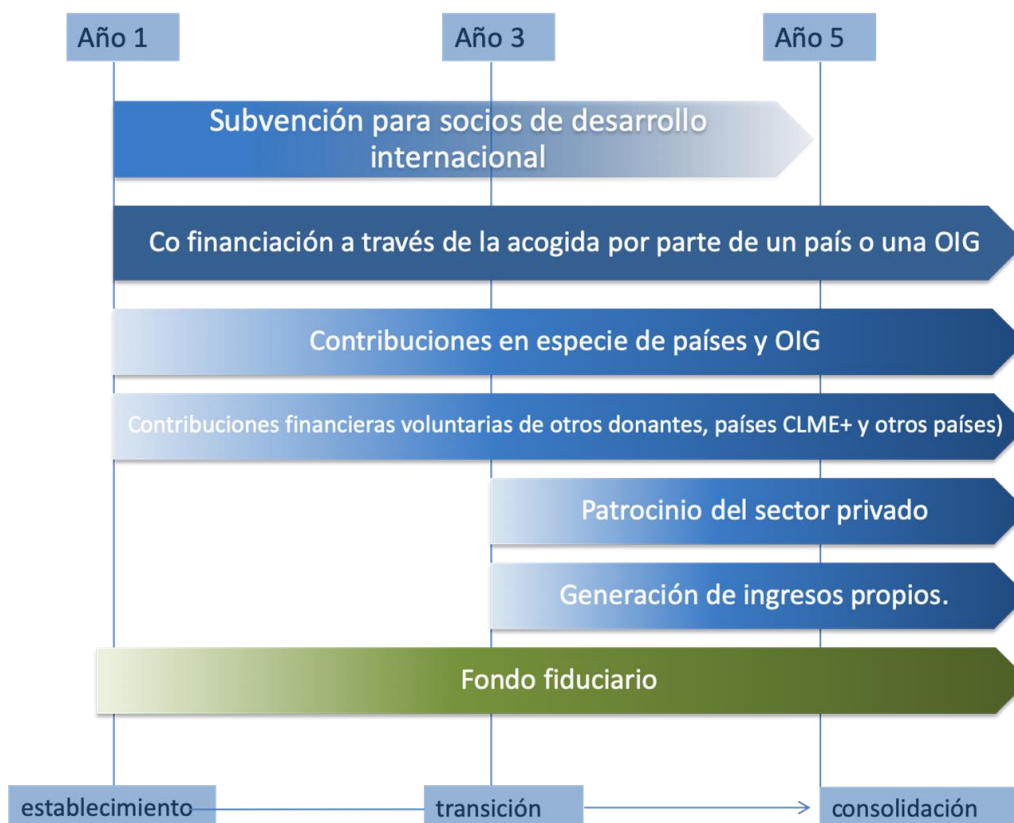 Año 1
Año 3
Año 5
Subvención para socios de desarrollo
internacional
Co financiación a través de la acogida por parte de un país o una OIG
Contribuciones en especie de países y OIG
Contribuciones financieras voluntarias de otros donantes, países CLME+ y otros países)
Patrocinio del sector privado
Generación de ingresos propios.
Fondo fiduciario
establecimiento
transición
consolidación